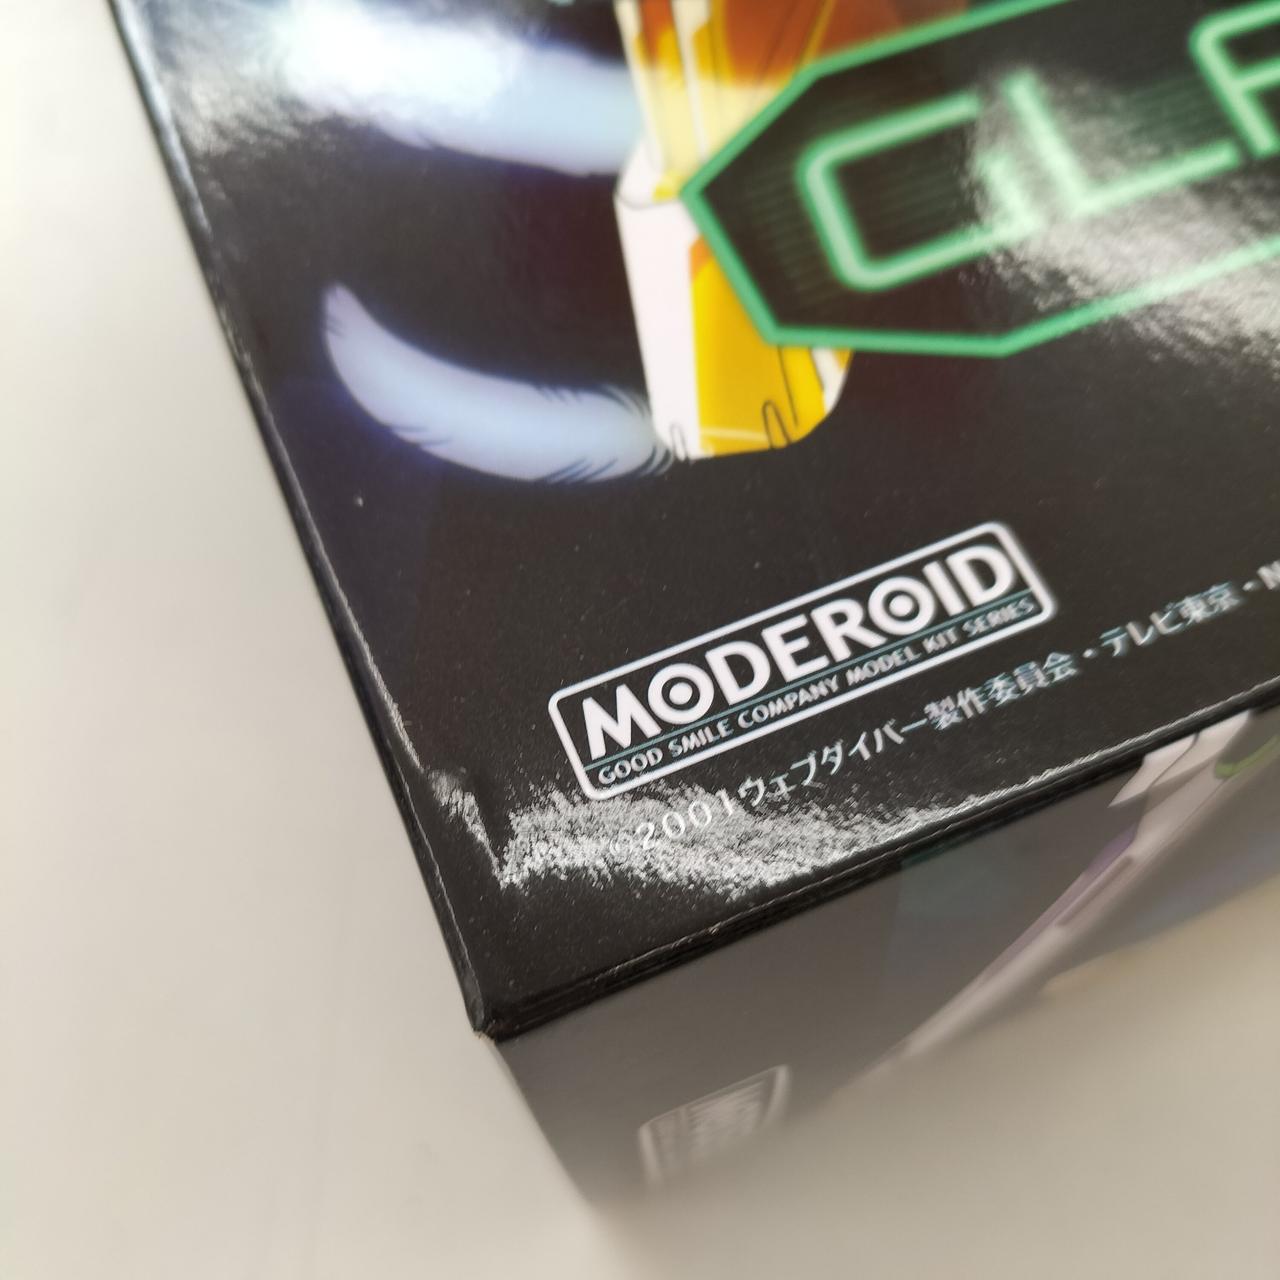 MODEROID
GOOD SMILE COMPANY MODEL KIT SERIES
©2001ウェブダイバー製作委員会・テレビ東京・N